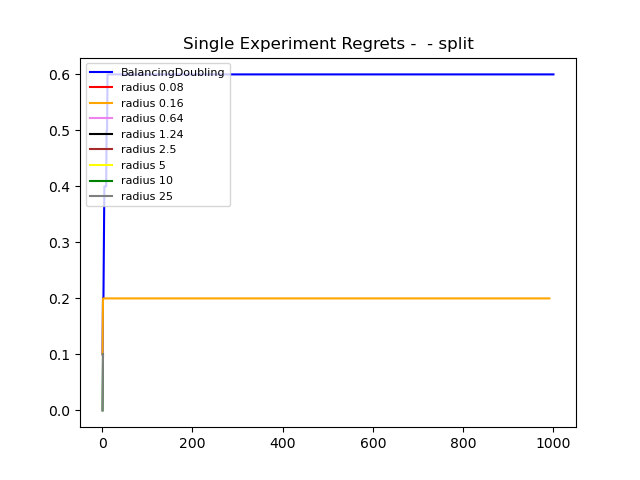 Single Experiment Regrets -  - split
0.6
0.5
0.4
0.3
0.2
0.1
0.0
BalancingDoubling
radius 0.08
radius 0.16
radius 0.64
radius 1.24
radius 2.5
radius 5
radius 10
radius 25
0 200 400 600 800 1000